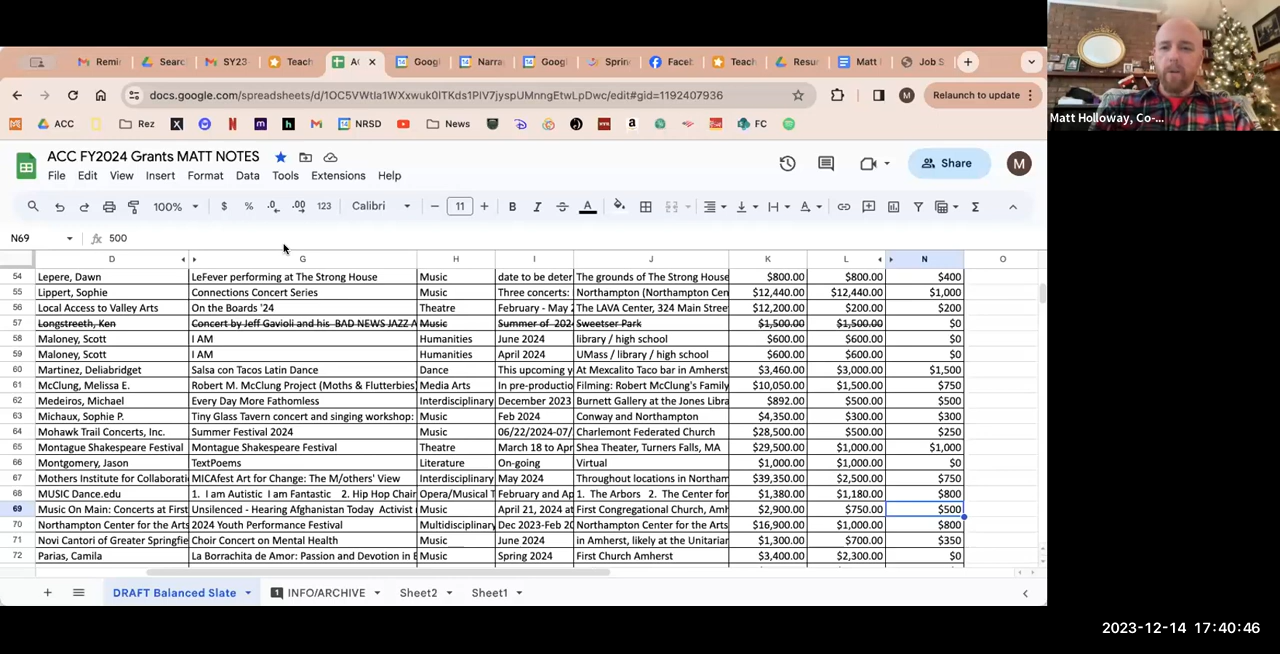 Remi Searc SY23- Teach AC Googl Narra Googl Sprin Faceb Teach Resu Matt Job S
docs.google.com/spreadsheets/d/1OC5VWtIa1WXxwuk0ITKds1PIV7jyspUMnngEtwLpDwc/edit#gid=1192407936 M Relaunch to update
ACC Rez NRSD News FC
ACC FY2024 Grants MATT NOTES Share M
File Edit View Insert Format Data Tools Extensions Help
100% $ % .0 .00 123 Calibri 11 B I A
N69 fx 500
D G H I J K L N O
54 Lepere, Dawn LeFever performing at The Strong House Music date to be deter The grounds of The Strong House $800.00 $800.00 $400
55 Lippert, Sophie Connections Concert Series Music Three concerts: Northampton (Northampton Cen $12,440.00 $12,440.00 $1,000
56 Local Access to Valley Arts On the Boards '24 Theatre February - May 2 The LAVA Center, 324 Main Stree $12,200.00 $200.00 $200
57 Longstreeth, Ken Concert by Jeff Gavioli and his BAD NEWS JAZZ A Music Summer of 202 Sweetser Park $1,500.00 $1,500.00 $0
58 Maloney, Scott I AM Humanities June 2024 library / high school $600.00 $600.00 $0
59 Maloney, Scott I AM Humanities April 2024 UMass / library / high school $600.00 $600.00 $0
60 Martinez, Deliabridget Salsa con Tacos Latin Dance Dance This upcoming y At Mexcalito Taco bar in Amherst $3,460.00 $3,000.00 $1,500
61 McClung, Melissa E. Robert M. McClung Project (Moths & Flutterbies) Media Arts In pre-productio Filming: Robert McClung's Family $10,050.00 $1,500.00 $750
62 Medeiros, Michael Every Day More Fathomless Interdisciplinary December 2023 Burnett Gallery at the Jones Libra $892.00 $500.00 $500
63 Michaux, Sophie P. Tiny Glass Tavern concert and singing workshop: Music Feb 2024 Conway and Northampton $4,350.00 $300.00 $300
64 Mohawk Trail Concerts, Inc. Summer Festival 2024 Music 06/22/2024-07/ Charlemont Federated Church $28,500.00 $500.00 $250
65 Montague Shakespeare Festival Montague Shakespeare Festival Theatre March 18 to Apr Shea Theater, Turners Falls, MA $29,500.00 $1,000.00 $1,000
66 Montgomery, Jason TextPoems Literature On-going Virtual $1,000.00 $1,000.00 $0
67 Mothers Institute for Collaborati MICAfest Art for Change: The M/others' View Interdisciplinary May 2024 Throughout locations in Northam $39,350.00 $2,500.00 $750
68 MUSIC Dance.edu 1. I am Autistic I am Fantastic 2. Hip Hop Chair Opera/Musical T February and Ap 1. The Arbors 2. The Center for $1,380.00 $1,180.00 $800
69 Music On Main: Concerts at First Unsilenced - Hearing Afghanistan Today Activist Music April 21, 2024 at First Congregational Church, Amh $2,900.00 $750.00 $500
70 Northampton Center for the Arts 2024 Youth Performance Festival Multidisciplinary Dec 2023-Feb 20 Northampton Center for the Arts $16,900.00 $1,000.00 $800
71 Novi Cantori of Greater Springfie Choir Concert on Mental Health Music June 2024 in Amherst, likely at the Unitarian $1,300.00 $700.00 $350
72 Parias, Camila La Borrachita de Amor: Passion and Devotion in E Music Spring 2024 First Church Amherst $3,400.00 $2,300.00 $0
DRAFT Balanced Slate 1 INFO/ARCHIVE Sheet2 Sheet1
Matt Holloway, Co-...
2023-12-14 17:40:46